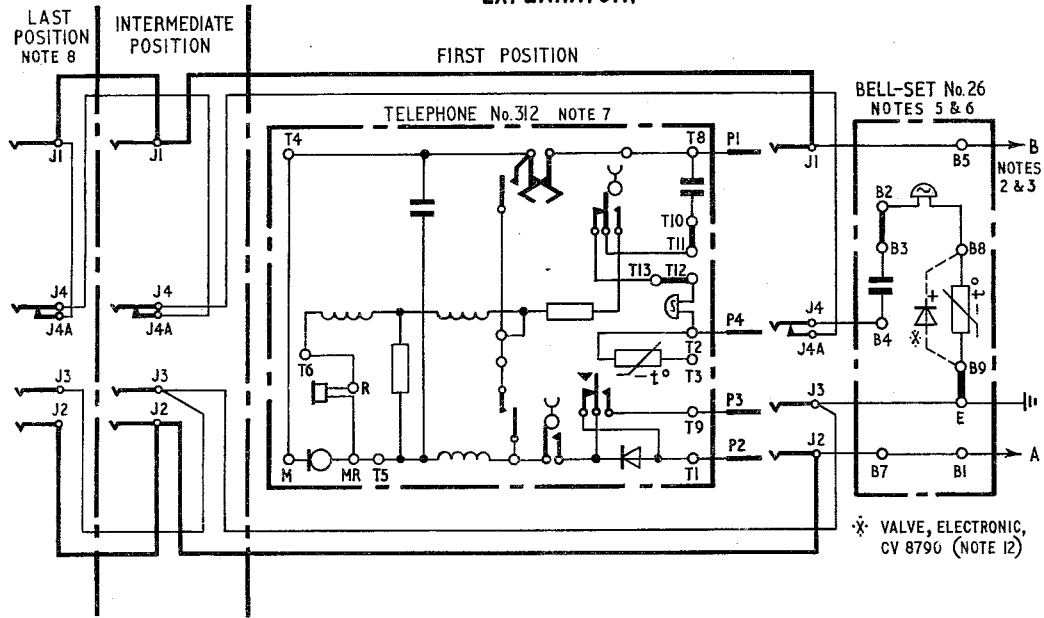 EXPLANATORY
LAST
POSITION
NOTE 8
INTERMEDIATE
POSITION
FIRST POSITION
TELEPHONE No.312 NOTE 7
BELL-SET No.26
NOTES 5 & 6
J1
J1
T4
T8
P1
J1
B5
B
NOTES
2 & 3
B2
T10
T11
B3
B8
T13
T12
J4
J4A
J4
J4A
P4
J4
J4A
B4
+
-t°
T2
T3
-t°
T6
R
B9
J3
J2
J3
J2
T9
P3
J3
E
M
MR
T5
T1
P2
J2
B7
B1
A
VALVE, ELECTRONIC,
CV 8790 (NOTE 12)